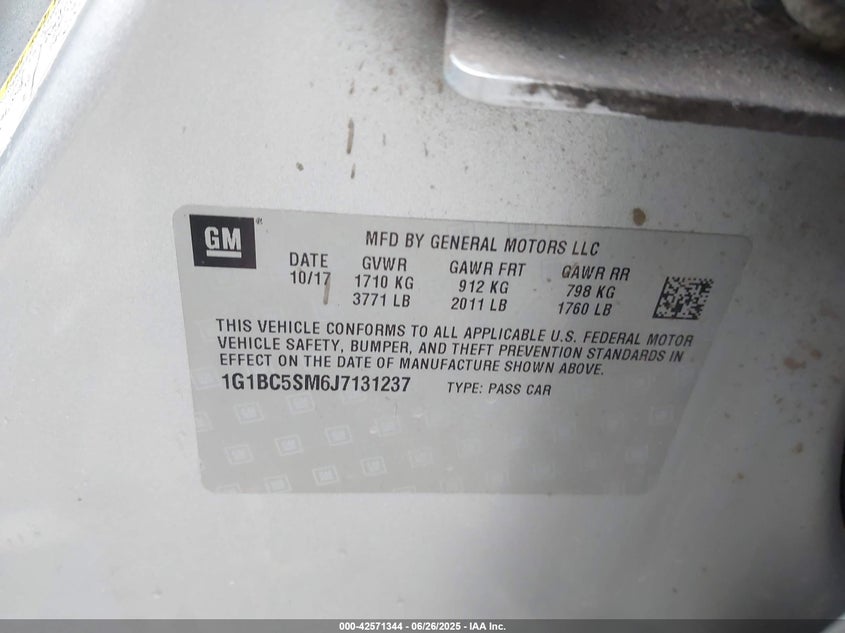 GM ® MFD BY GENERAL MOTORS LLC
DATE GVWR GAWR FRT GAWR RR
10/17 1710 KG 912 KG 798 KG
3771 LB 2011 LB 1760 LB
THIS VEHICLE CONFORMS TO ALL APPLICABLE U.S. FEDERAL MOTOR
VEHICLE SAFETY, BUMPER, AND THEFT PREVENTION STANDARDS IN
EFFECT ON THE DATE OF MANUFACTURE SHOWN ABOVE.
1G1BC5SM6J7131237 TYPE: PASS CAR
000-42571344 - 06/26/2025 - IAA Inc.